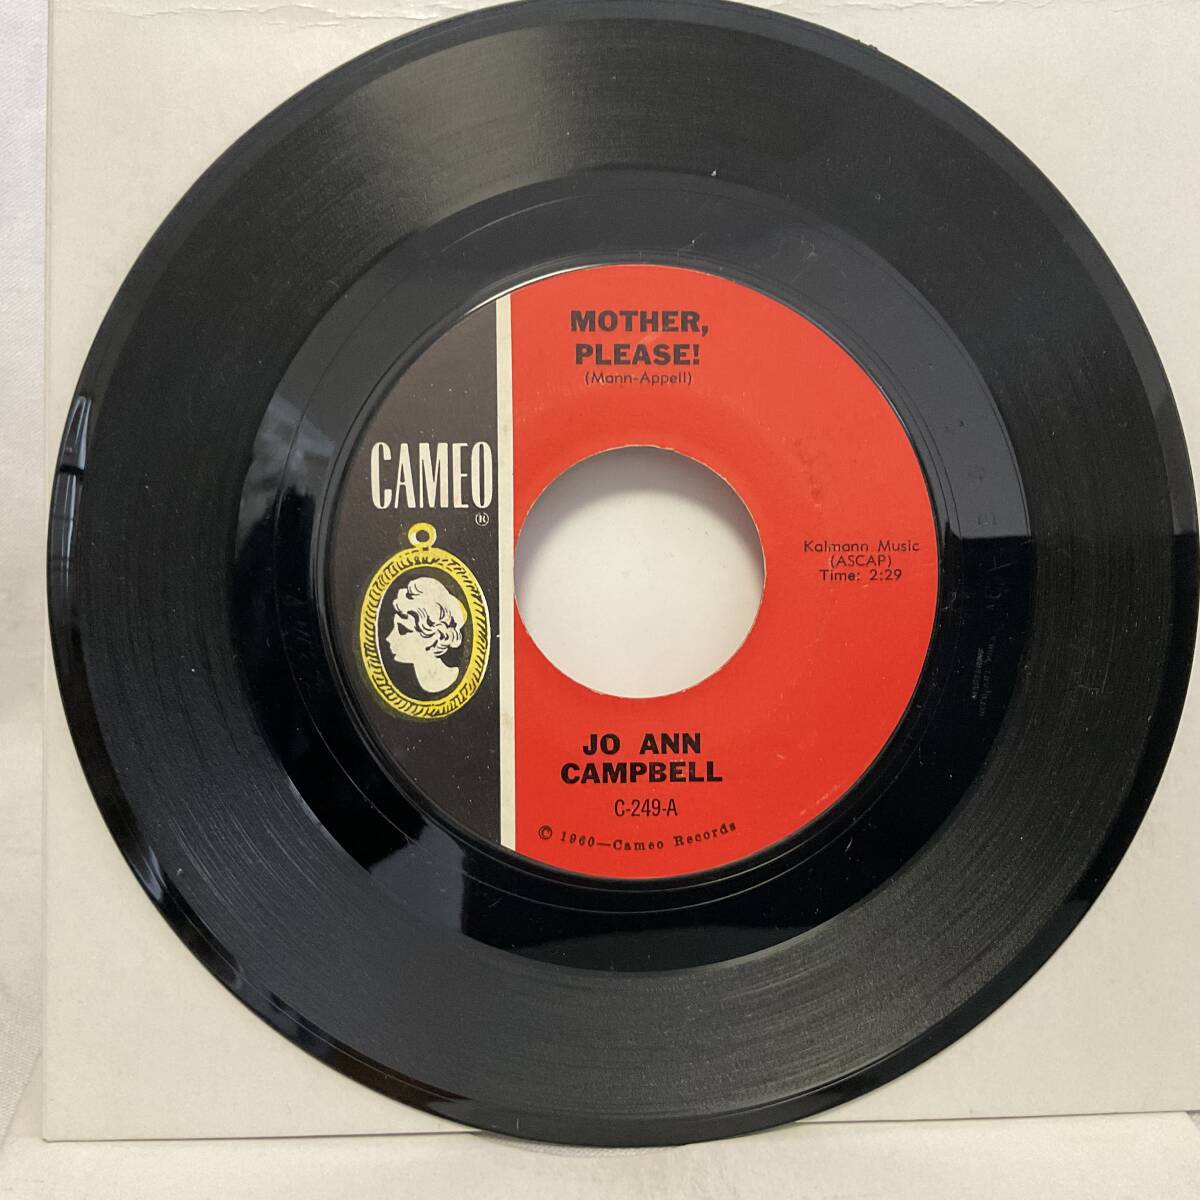 MOTHER,
PLEASE!
(Mann-Appell)
CAMEO
®
Kalmann Music
(ASCAP)
Time: 2:29
JO ANN
CAMPBELL
C-249-A
© 1960—Cameo Records